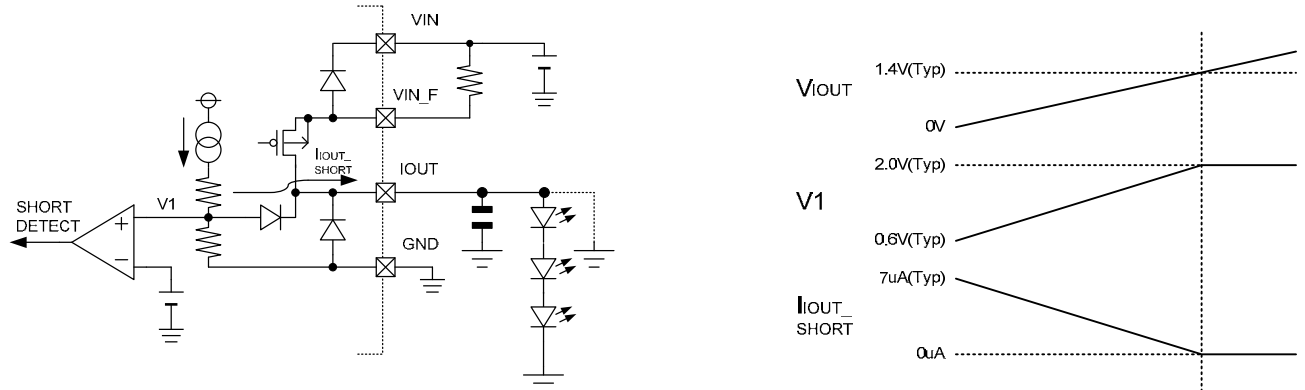 VIN
VIN_F
IIOUT_
SHORT
IOUT
SHORT
DETECT
V1
+
−
GND
VIOUT
1.4V(Typ)
0V
2.0V(Typ)
V1
0.6V(Typ)
7uA(Typ)
IIOUT_
SHORT
0uA